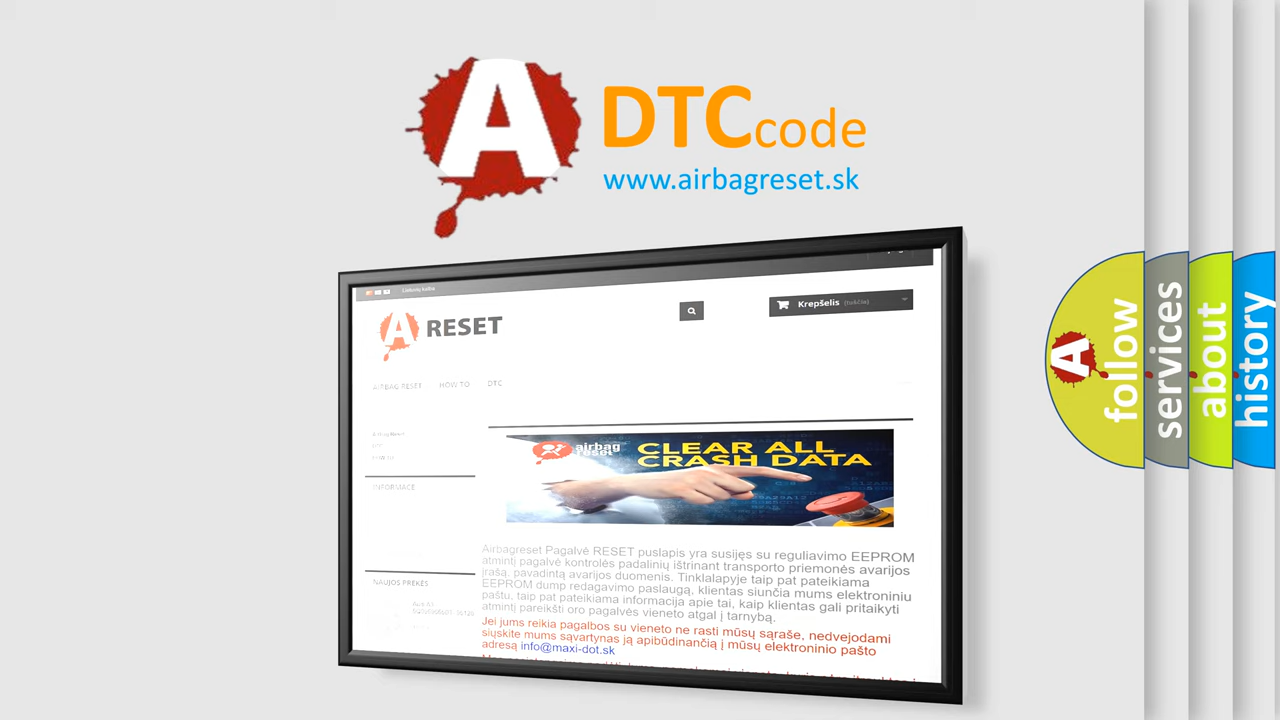 A DTCcode
www.airbagreset.sk
Lietuvių kalba
Krepšelis (tuščia)
A RESET
AIRBAG RESET HOW TO DTC
airbag
reset
CLEAR ALL
CRASH DATA
INFORMACE
Airbagreset Pagalvė RESET puslapis yra susijęs su reguliavimo EEPROM
atmintį pagalvė kontrolės padalinių ištrinant transporto priemonės avarijos
įrašą, pavadintą avarijos duomenis. Tinklalapyje taip pat pateikiama
EEPROM dump redagavimo paslaugą, klientas siunčia mums elektroniniu
paštu, taip pat pateikiama informacija apie tai, kaip klientas gali pritaikyti
atmintį pareikšti oro pagalvės vieneto atgal į tarnybą.
NAUJOS PREKĖS
Jei jums reikia pagalbos su vieneto ne rasti mūsų sąraše, nedvejodami
siųskite mums sąvartynas ją apibūdinančią į mūsų elektroninio pašto
adresą info@maxi-dot.sk
A follow
services
about
history